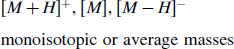 [M + H]⁺, [M], [M − H]⁻
monoisotopic or average masses